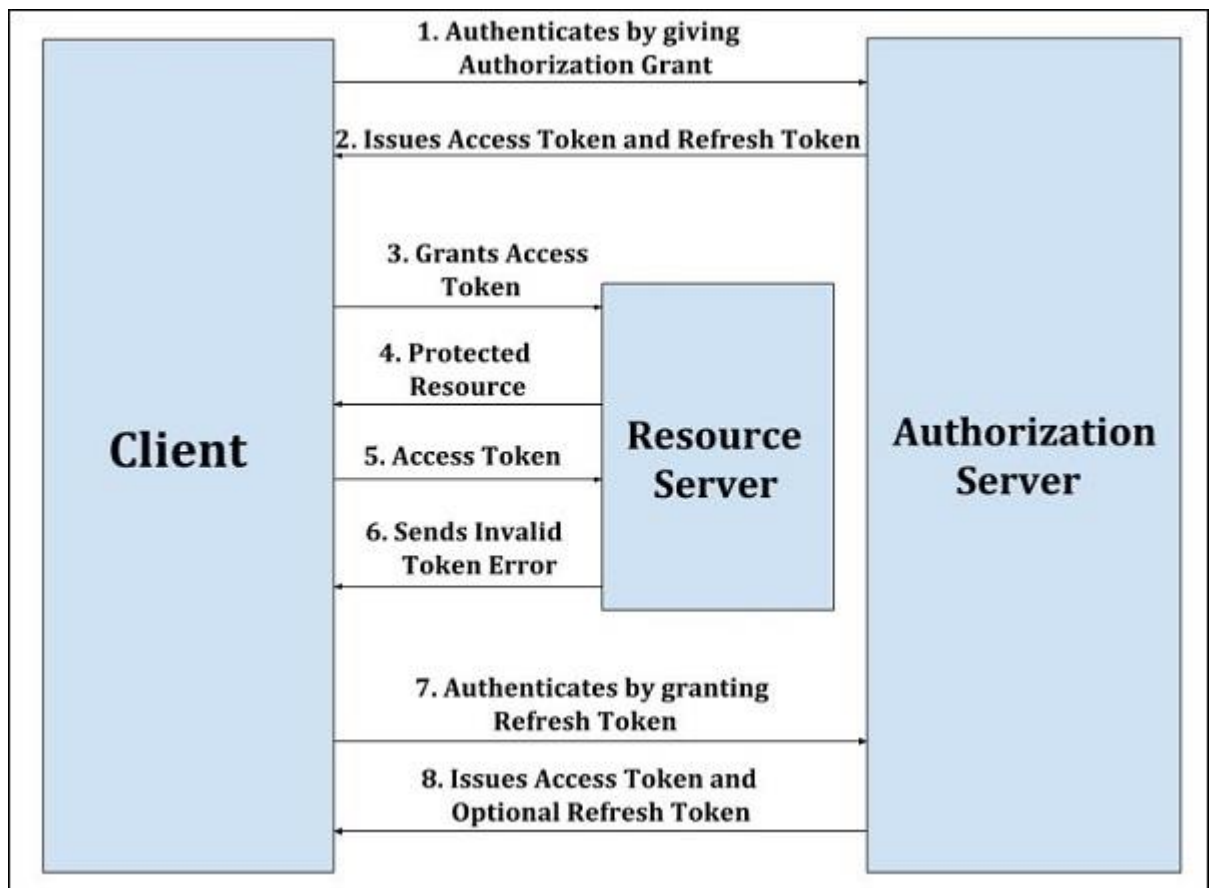 1. Authenticates by giving
Authorization Grant
2. Issues Access Token and Refresh Token
3. Grants Access
Token
4. Protected
Resource
Client
Resource
Server
Authorization
Server
5. Access Token
6. Sends Invalid
Token Error
7. Authenticates by granting
Refresh Token
8. Issues Access Token and
Optional Refresh Token